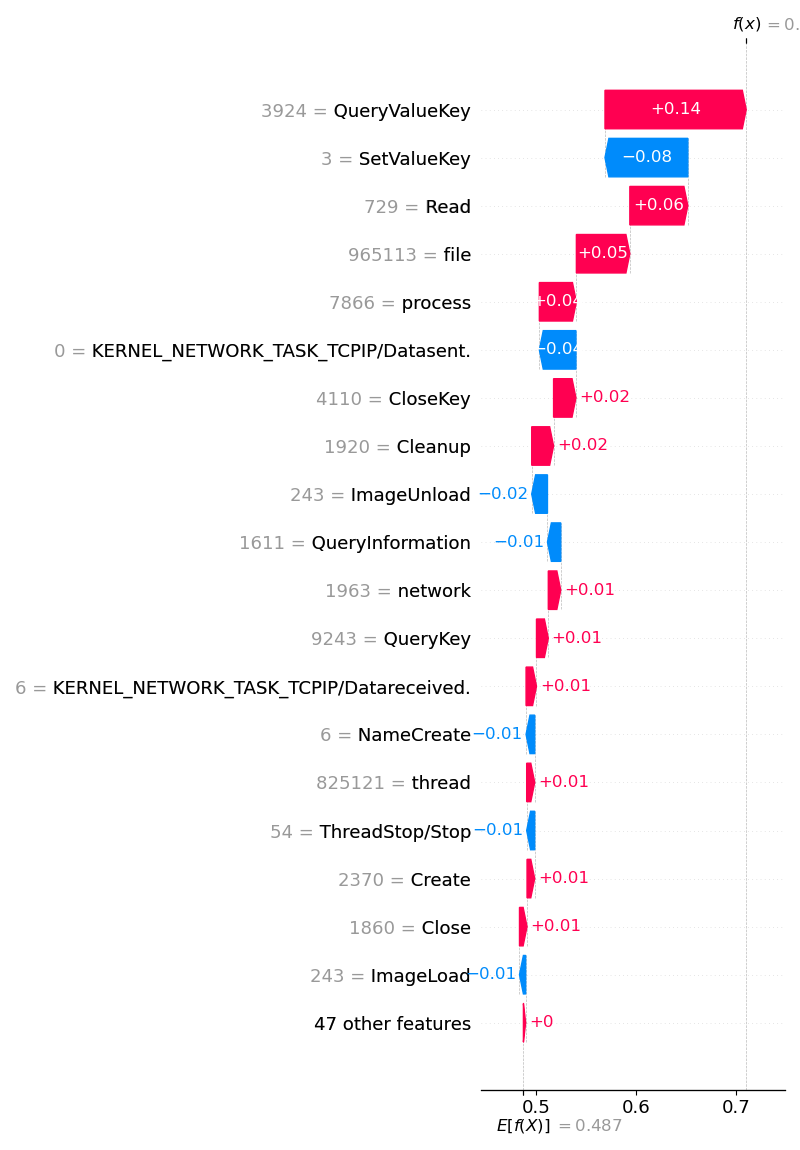 f(x) = 0.
3924 = QueryValueKey +0.14
3 = SetValueKey −0.08
729 = Read +0.06
965113 = file +0.05
7866 = process +0.04
0 = KERNEL_NETWORK_TASK_TCPIP/Datasent. −0.04
4110 = CloseKey +0.02
1920 = Cleanup +0.02
243 = ImageUnload −0.02
1611 = QueryInformation −0.01
1963 = network +0.01
9243 = QueryKey +0.01
6 = KERNEL_NETWORK_TASK_TCPIP/Datareceived. +0.01
6 = NameCreate −0.01
825121 = thread +0.01
54 = ThreadStop/Stop −0.01
2370 = Create +0.01
1860 = Close +0.01
243 = ImageLoad −0.01
47 other features +0
0.5 0.6 0.7
E[f(X)] = 0.487